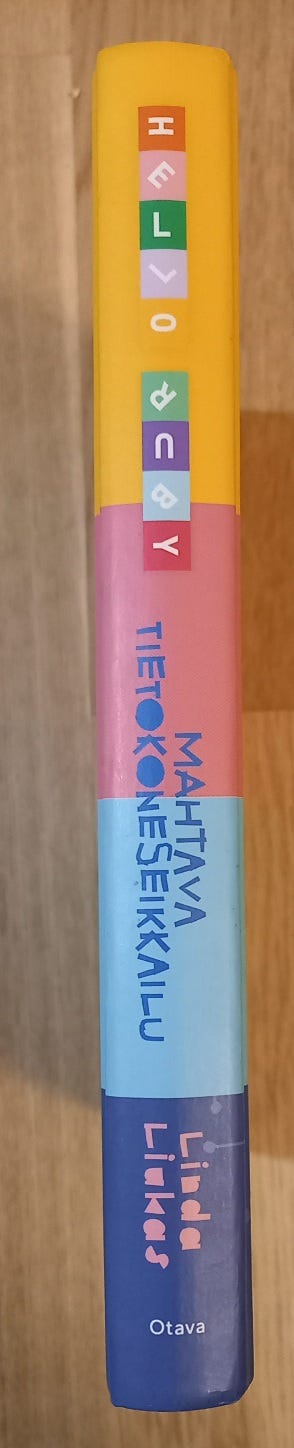 HELLO RUBY
MAHTAVA
TIETOKONESEIKKAILU
Linda
Liukas
Otava